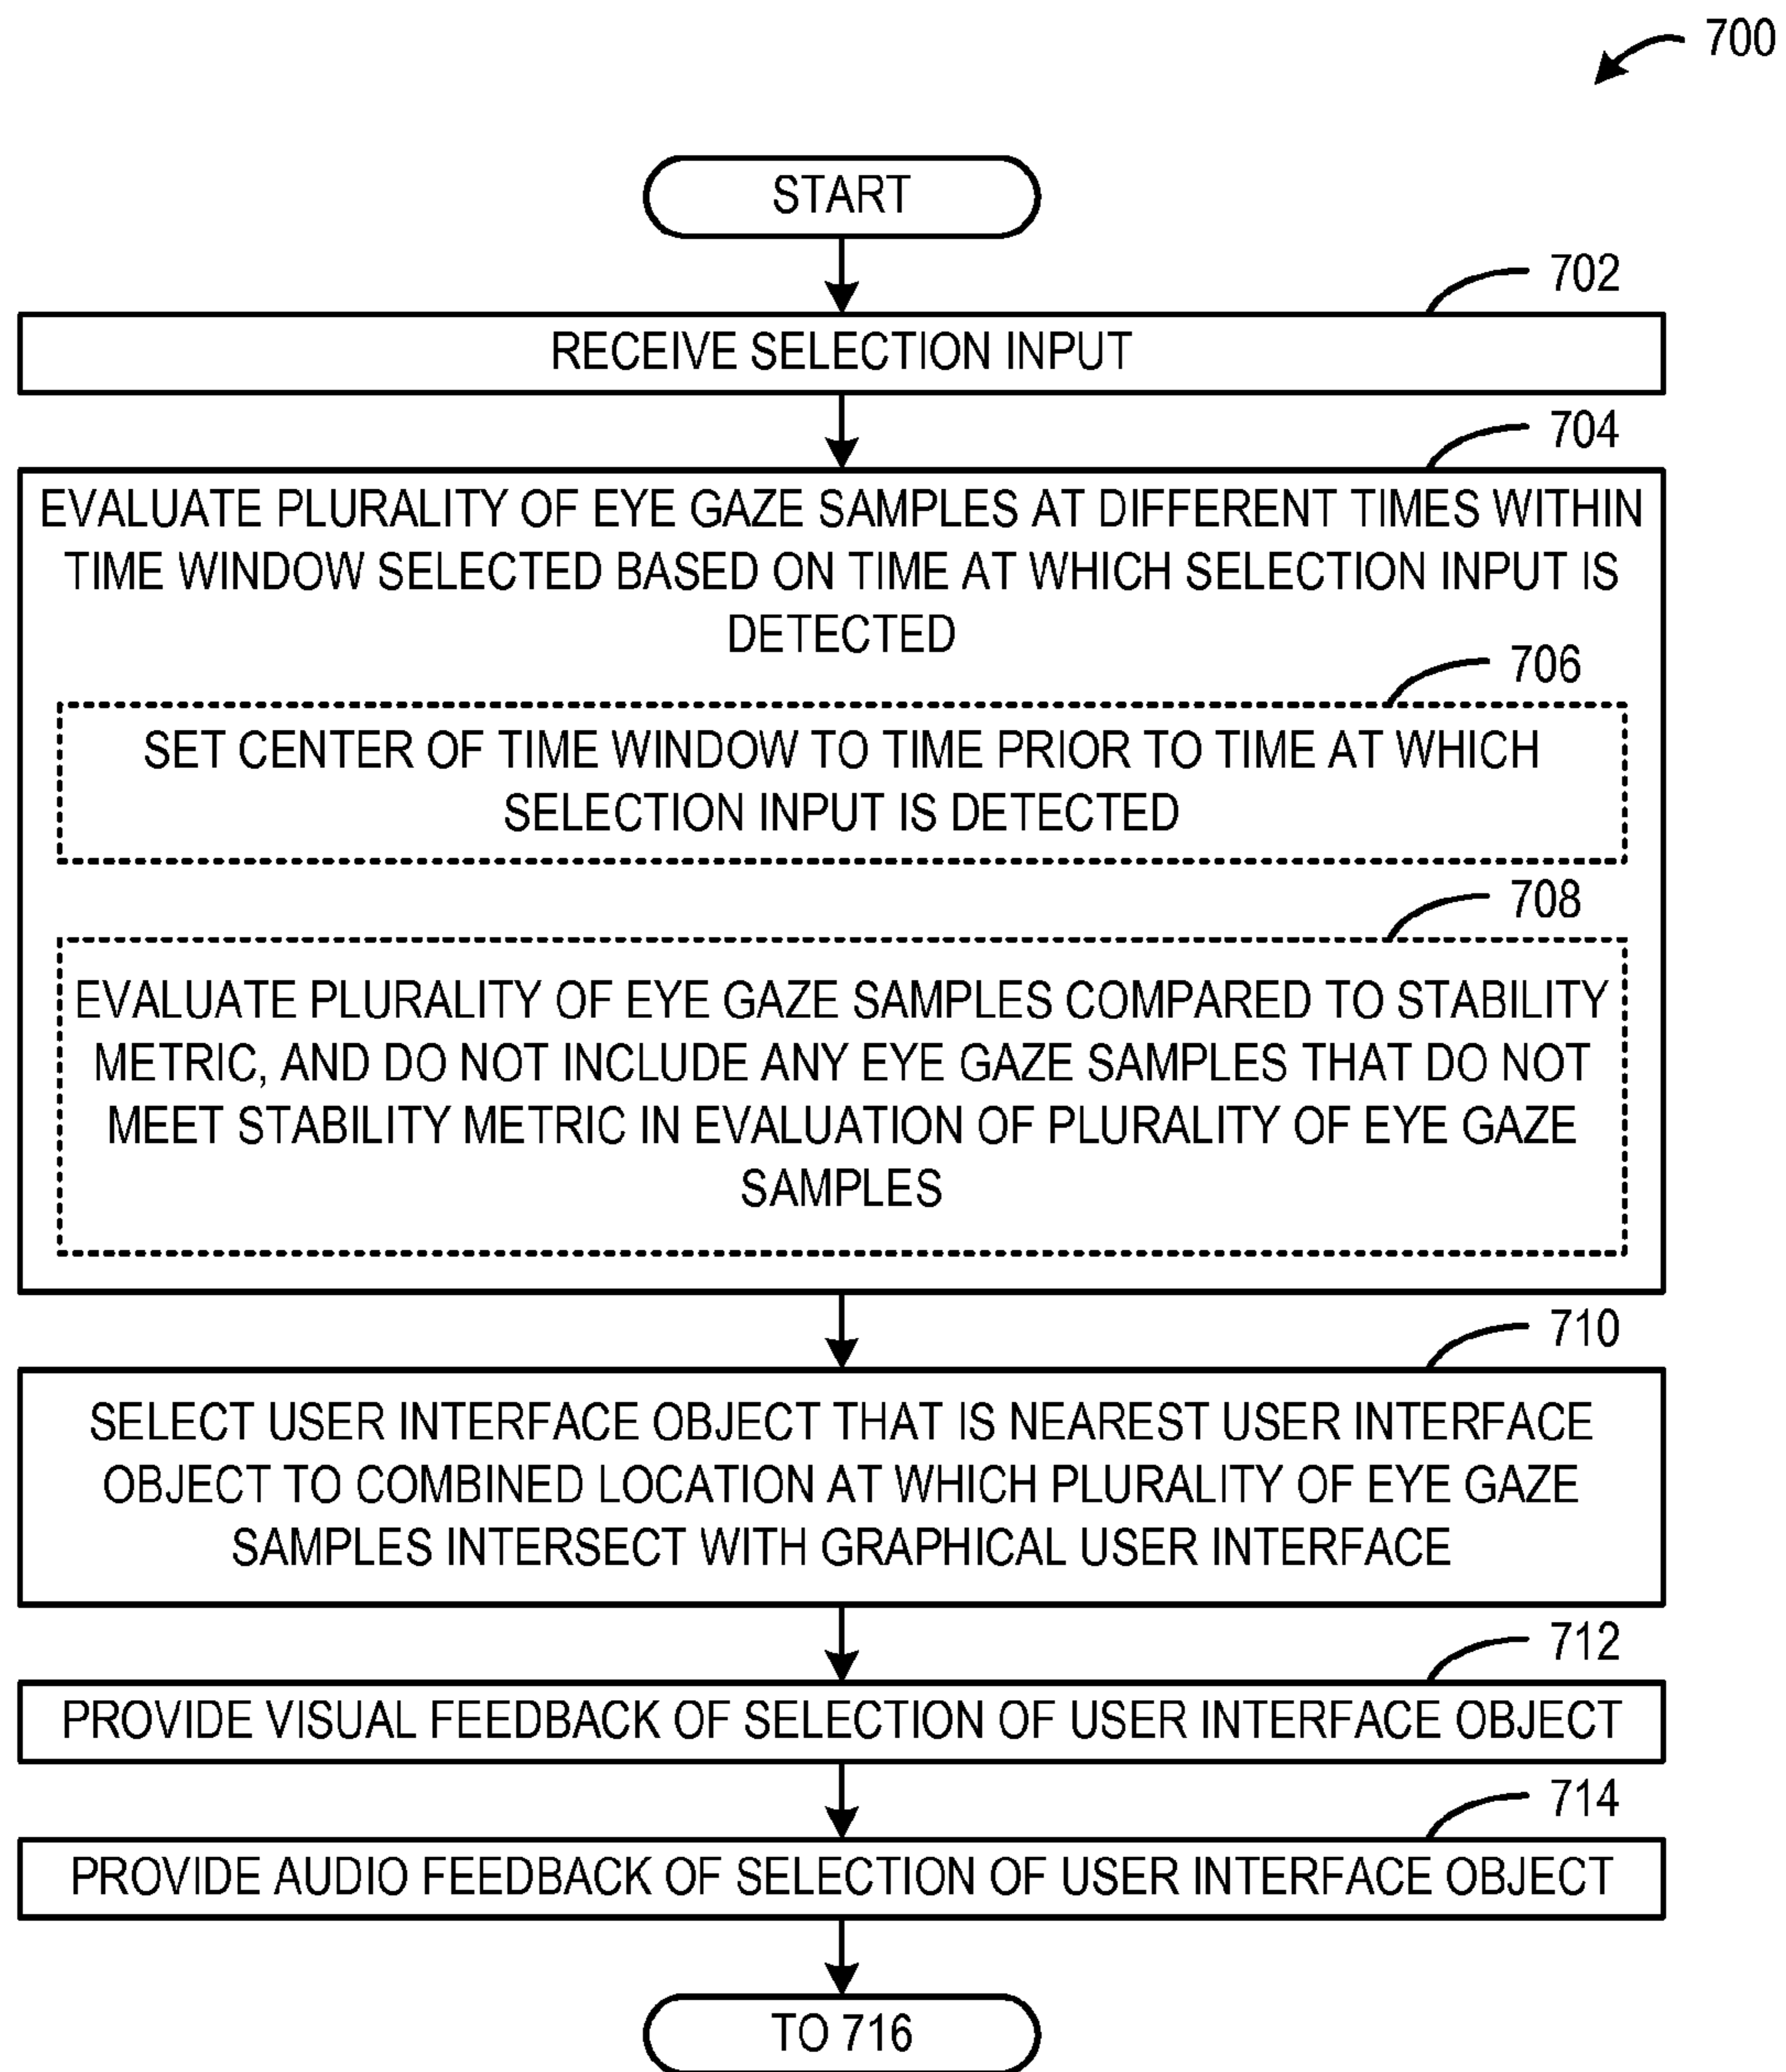 700
START
702
RECEIVE SELECTION INPUT
704
EVALUATE PLURALITY OF EYE GAZE SAMPLES AT DIFFERENT TIMES WITHIN
TIME WINDOW SELECTED BASED ON TIME AT WHICH SELECTION INPUT IS
DETECTED
706
SET CENTER OF TIME WINDOW TO TIME PRIOR TO TIME AT WHICH
SELECTION INPUT IS DETECTED
708
EVALUATE PLURALITY OF EYE GAZE SAMPLES COMPARED TO STABILITY
METRIC, AND DO NOT INCLUDE ANY EYE GAZE SAMPLES THAT DO NOT
MEET STABILITY METRIC IN EVALUATION OF PLURALITY OF EYE GAZE
SAMPLES
710
SELECT USER INTERFACE OBJECT THAT IS NEAREST USER INTERFACE
OBJECT TO COMBINED LOCATION AT WHICH PLURALITY OF EYE GAZE
SAMPLES INTERSECT WITH GRAPHICAL USER INTERFACE
712
PROVIDE VISUAL FEEDBACK OF SELECTION OF USER INTERFACE OBJECT
714
PROVIDE AUDIO FEEDBACK OF SELECTION OF USER INTERFACE OBJECT
TO 716